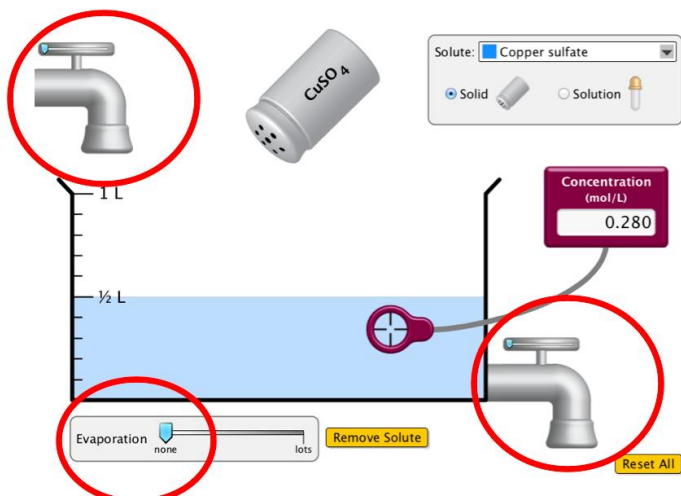 CuSO4
Solute: Copper sulfate
Solid Solution
1 L
Concentration
(mol/L)
0.280
½ L
Evaporation
none lots
Remove Solute
Reset All